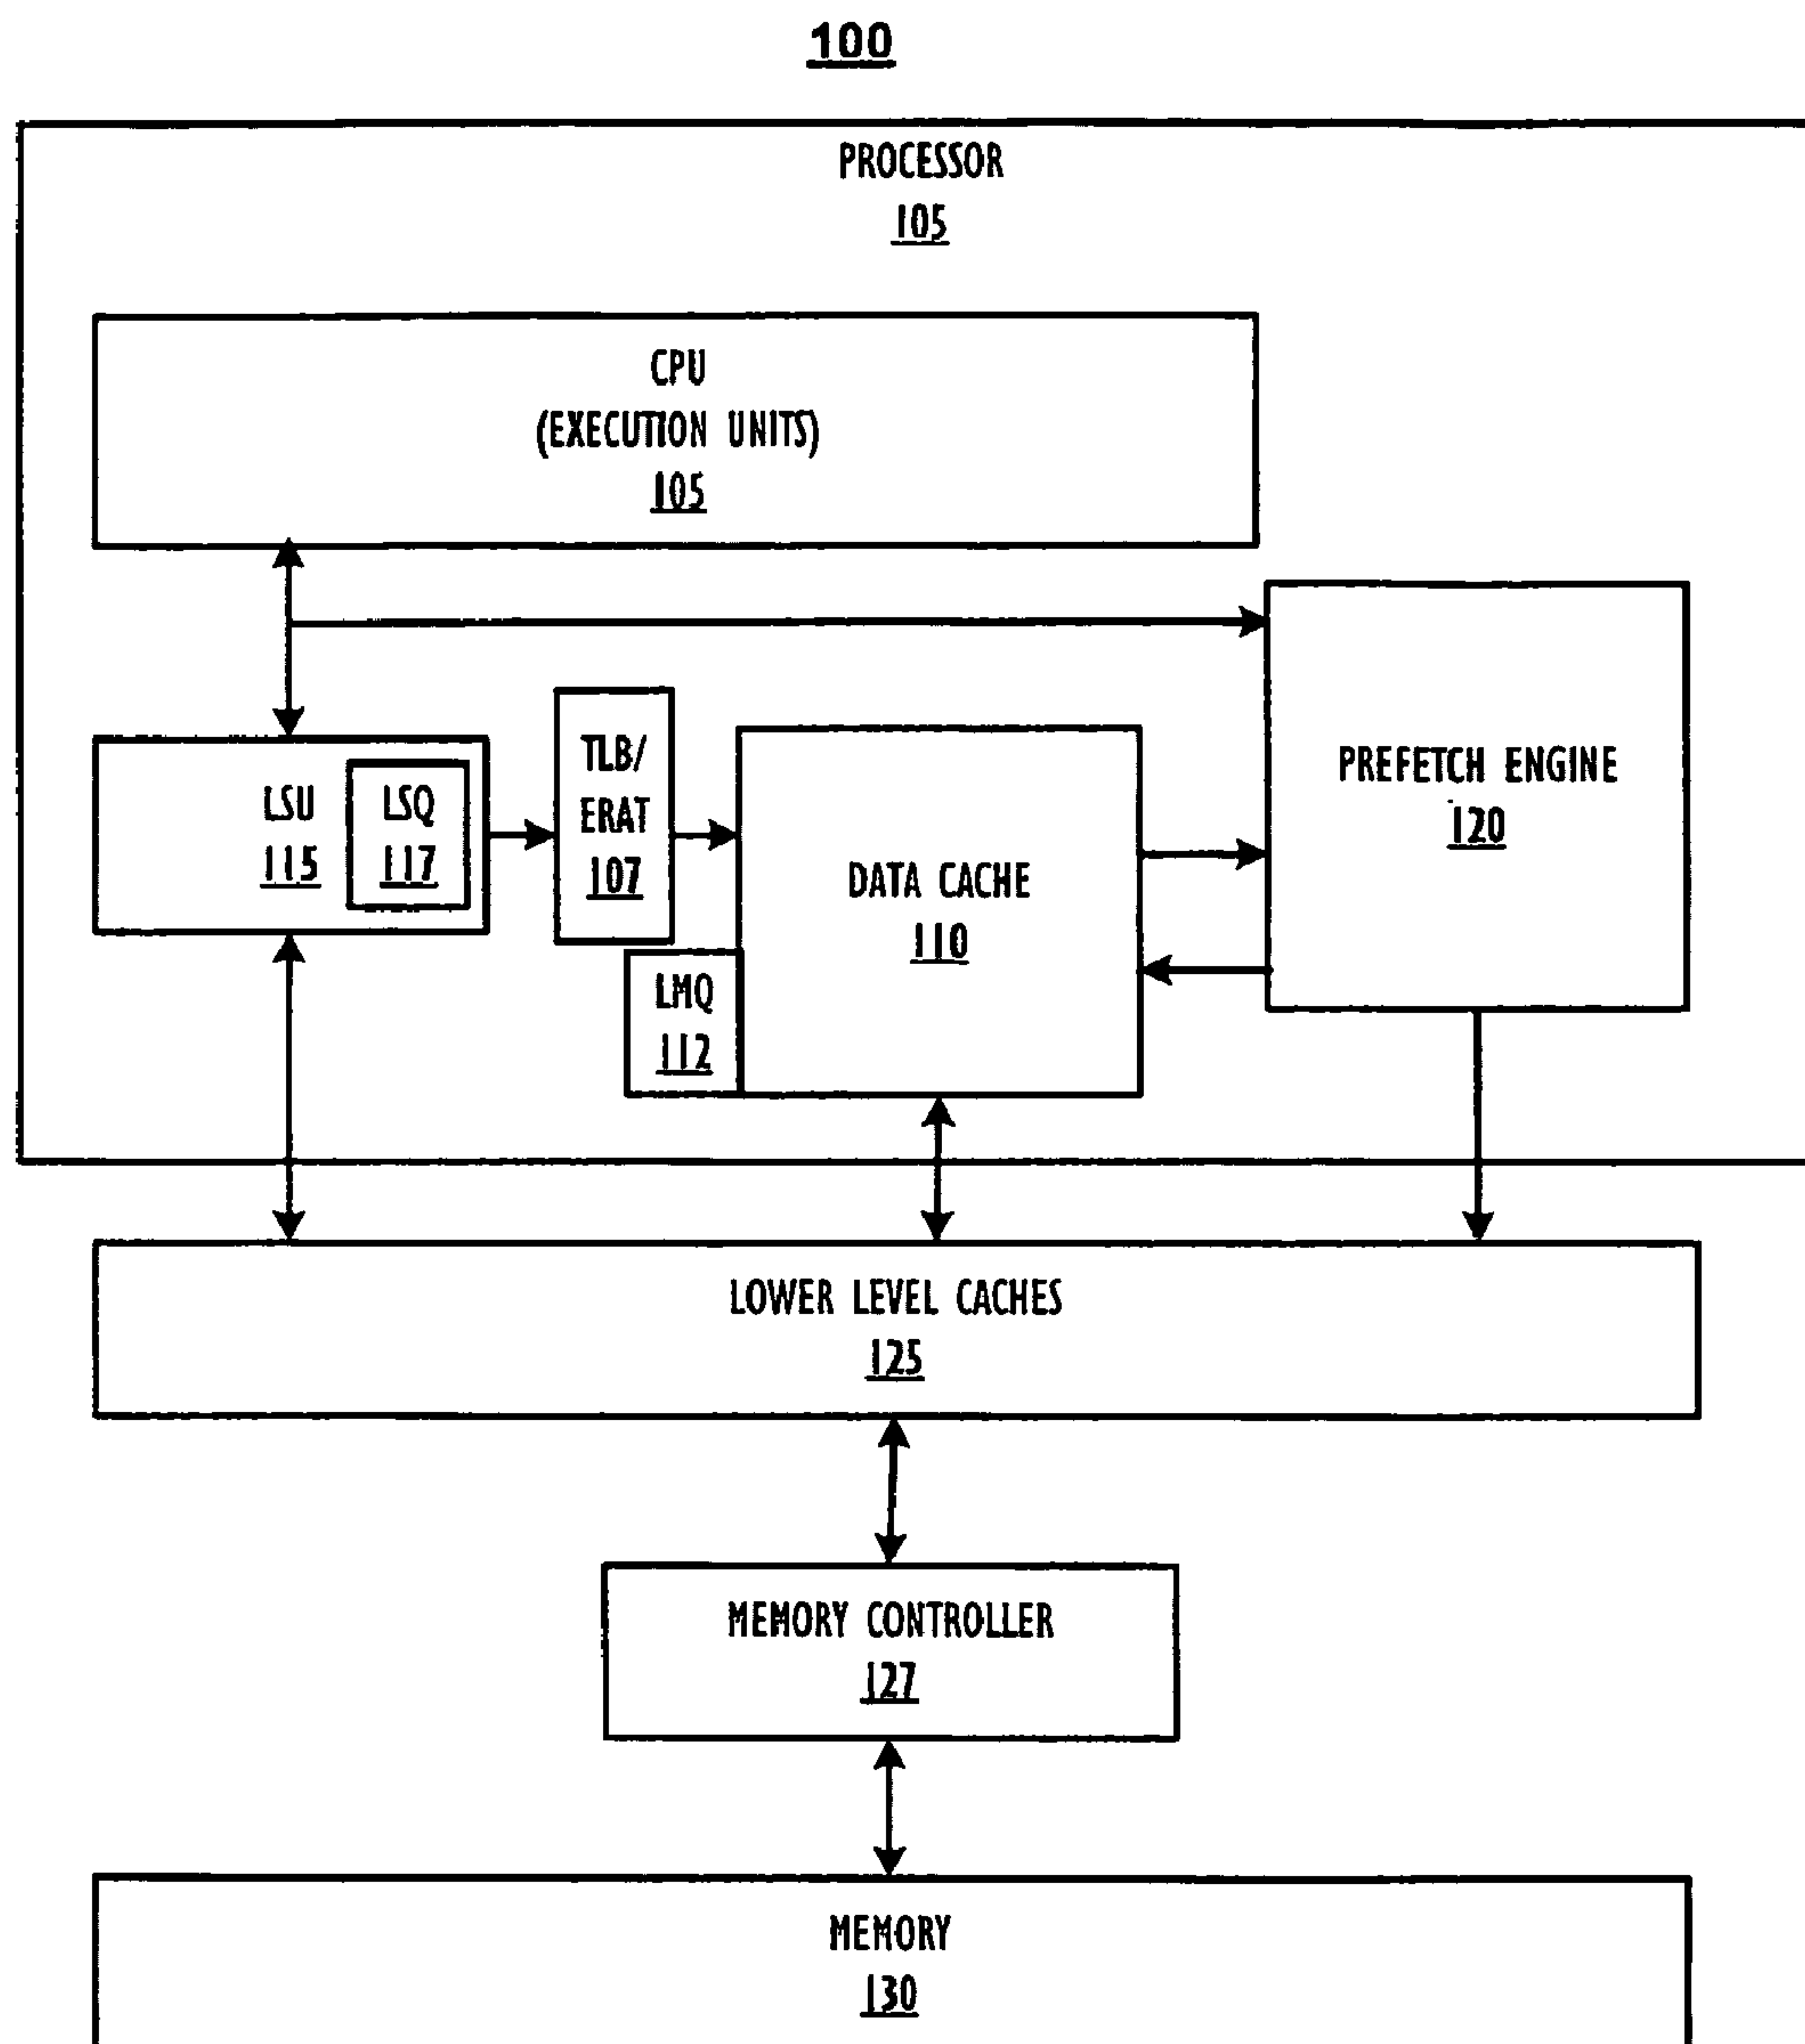 100
PROCESSOR
105
CPU
(EXECUTION UNITS)
105
PREFETCH ENGINE
120
TLB/
ERAT
107
LSU
115
LSQ
117
DATA CACHE
110
LMQ
112
LOWER LEVEL CACHES
125
MEMORY CONTROLLER
127
MEMORY
130